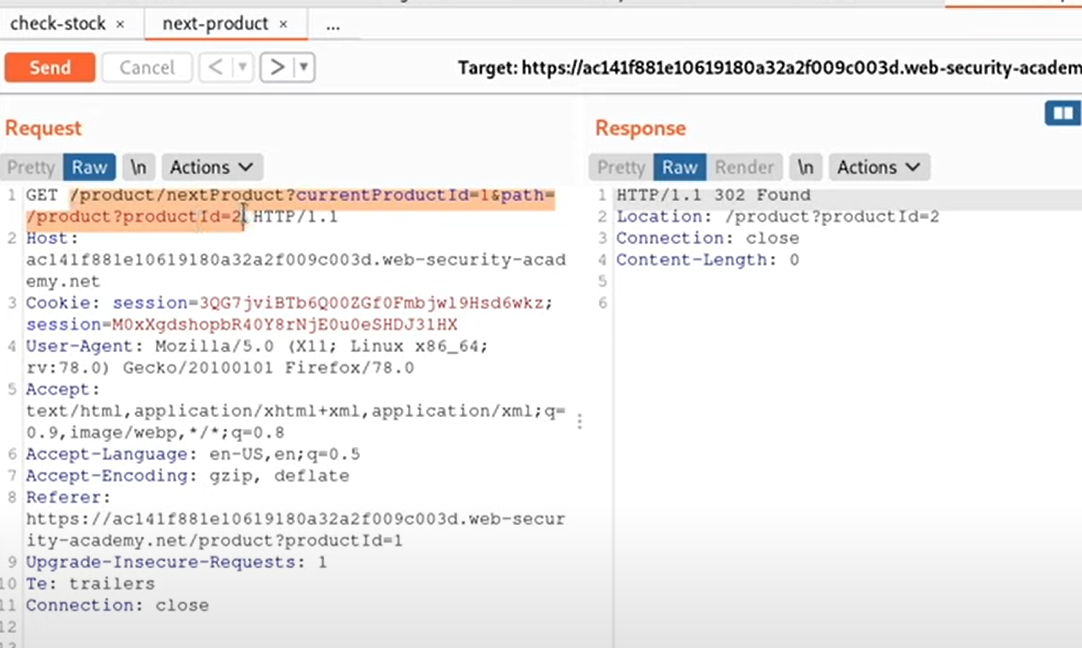 check-stock ×
next-product ×
...
Send
Cancel
<
>
Target: https://ac141f881e10619180a32a2f009c003d.web-security-academ
Request
Pretty Raw \n Actions
1 GET /product/nextProduct?currentProductId=1&path=
/product?productId=2 HTTP/1.1
2 Host:
ac141f881e10619180a32a2f009c003d.web-security-acad
emy.net
3 Cookie: session=3QG7jviBTb6Q00ZGf0Fmbjwl9Hsd6wkz;
session=M0xXgdshopbR40Y8rNjE0u0eSHDJ31HX
4 User-Agent: Mozilla/5.0 (X11; Linux x86_64;
rv:78.0) Gecko/20100101 Firefox/78.0
5 Accept:
text/html,application/xhtml+xml,application/xml;q=
0.9,image/webp,*/*;q=0.8
6 Accept-Language: en-US,en;q=0.5
7 Accept-Encoding: gzip, deflate
8 Referer:
https://ac141f881e10619180a32a2f009c003d.web-secur
ity-academy.net/product?productId=1
9 Upgrade-Insecure-Requests: 1
10 Te: trailers
11 Connection: close
12
Response
Pretty Raw Render \n Actions
1 HTTP/1.1 302 Found
2 Location: /product?productId=2
3 Connection: close
4 Content-Length: 0
5
6